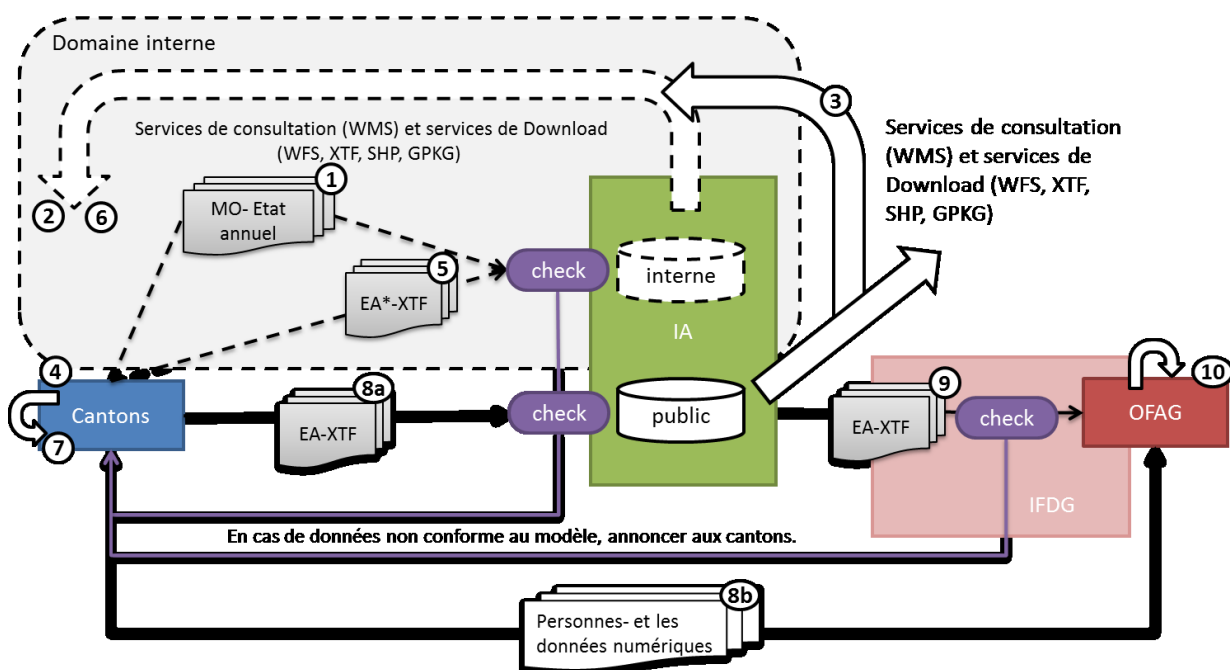 Domaine interne
3
Services de consultation (WMS) et services de Download
(WFS, XTF, SHP, GPKG)
Services de consultation
(WMS) et services de
Download (WFS, XTF,
SHP, GPKG)
1
MO- Etat
annuel
2
6
5
EA*-XTF
check
interne
IA
4
Cantons
7
8a
EA-XTF
check
public
9
EA-XTF
check
10
OFAG
IFDG
En cas de données non conforme au modèle, annoncer aux cantons.
8b
Personnes- et les
données numériques